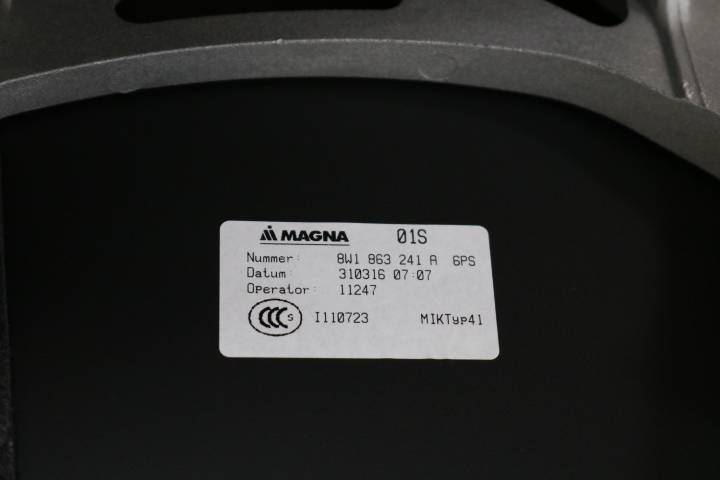 MAGNA 01S
Nummer: 8W1 863 241 A 6PS
Datum: 310316 07:07
Operator: 11247
CCC S I110723 MIKTyp41